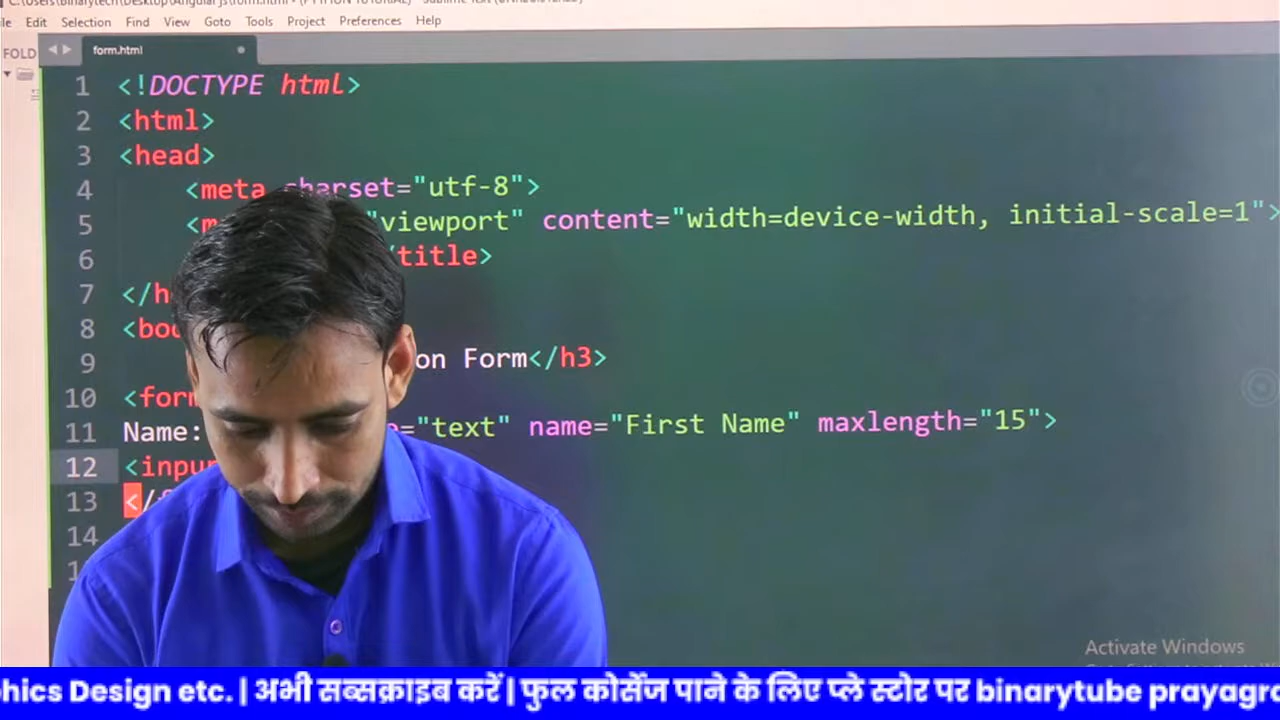 Edit Selection Find View Goto Tools Project Preferences Help
FOLD
form.html
1 <!DOCTYPE html>
2 <html>
3 <head>
4 <meta charset="utf-8">
5 "viewport" content="width=device-width, initial-scale=1">
6 title>
7 </h
8 <bod
9 on Form</h3>
10 <form
11 Name: ="text" name="First Name" maxlength="15">
12 <input
13 </
14
Activate Windows
hics Design etc. | अभी सब्सक्राइब करें | फुल कोर्सेज पाने के लिए प्ले स्टोर पर binarytube prayagra